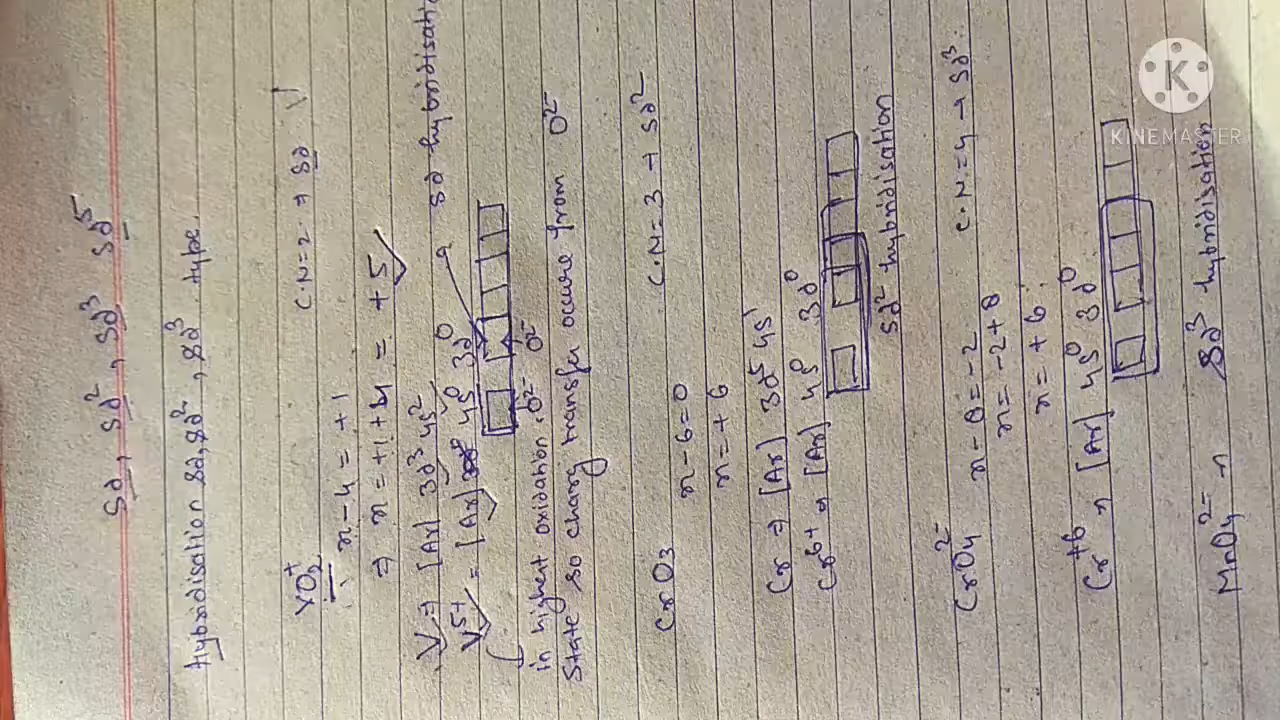 sd, sd², sd³ sd⁵
Hybridisation sd, sd², sd³ type.
VO₂⁺ C.N=2 → sd
x-4 = +1
⇒ x = +1+4 = +5
V ⇒ [Ar] 3d³ 4s²
V⁵⁺ = [Ar] 4s⁰ 3d⁰ sd hybridisatio
O²⁻ O²⁻
in highest oxidation
State so charg transfer occure from O²⁻
CrO₃ C.N=3 → sd²
x-6=0
x=+6
Cr ⇒ [Ar] 3d⁵ 4s¹
Cr⁶⁺ → [Ar] 4s⁰ 3d⁰
sd² hybridisation
CrO₄²⁻ x-8=-2 C.N=4 → sd³
x=-2+8
x=+6
Cr⁺⁶ → [Ar] 4s⁰ 3d⁰
MnO₄²⁻ → sd³ hybridisation
KINEMASTER